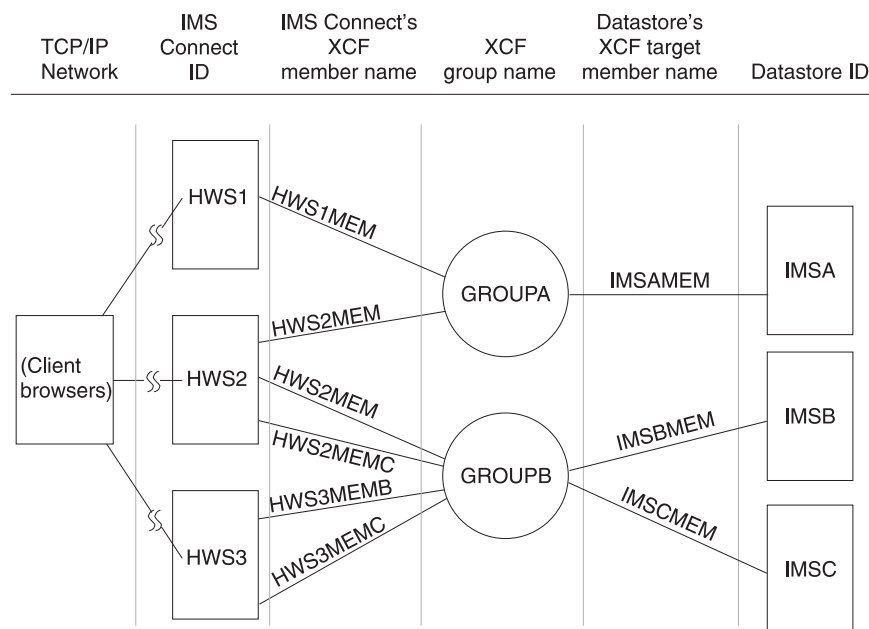 TCP/IP
Network
IMS
Connect
ID
IMS Connect's
XCF
member name
XCF
group name
Datastore's
XCF target
member name
Datastore ID
HWS1
HWS1MEM
GROUPA
IMSAMEM
IMSA
HWS2MEM
(Client
browsers)
HWS2
HWS2MEM
HWS2MEMC
GROUPB
IMSBMEM
IMSB
HWS3MEMB
IMSCMEM
HWS3
HWS3MEMC
IMSC